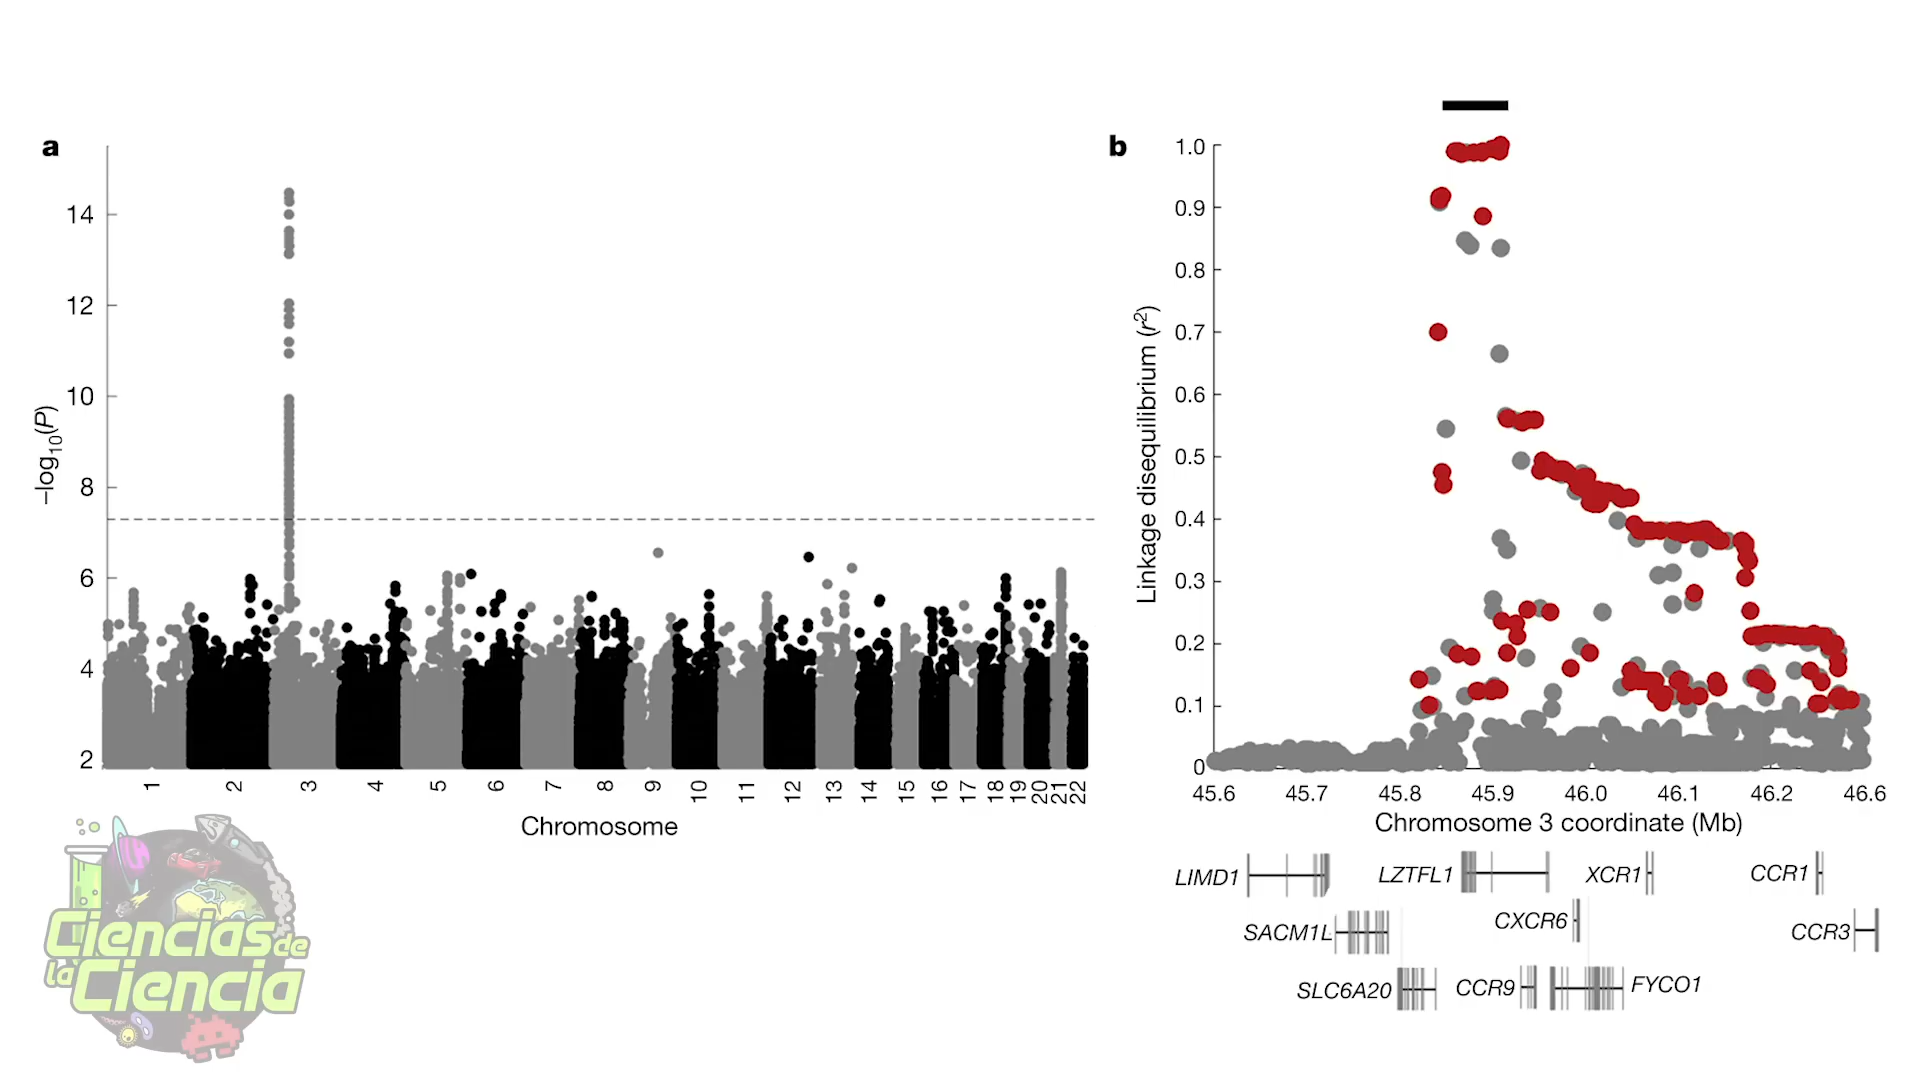 a
14
12
10
8
6
4
2
–log10(P)
1 2 3 4 5 6 7 8 9 10 11 12 13 14 15 16 17 18 19 20 21 22
Chromosome
b
1.0
0.9
0.8
0.7
0.6
0.5
0.4
0.3
0.2
0.1
0
Linkage disequilibrium (r2)
45.6 45.7 45.8 45.9 46.0 46.1 46.2 46.6
Chromosome 3 coordinate (Mb)
LIMD1 LZTFL1 XCR1 CCR1
SACM1L CXCR6 CCR3
SLC6A20 CCR9 FYCO1
Ciencias de
la Ciencia